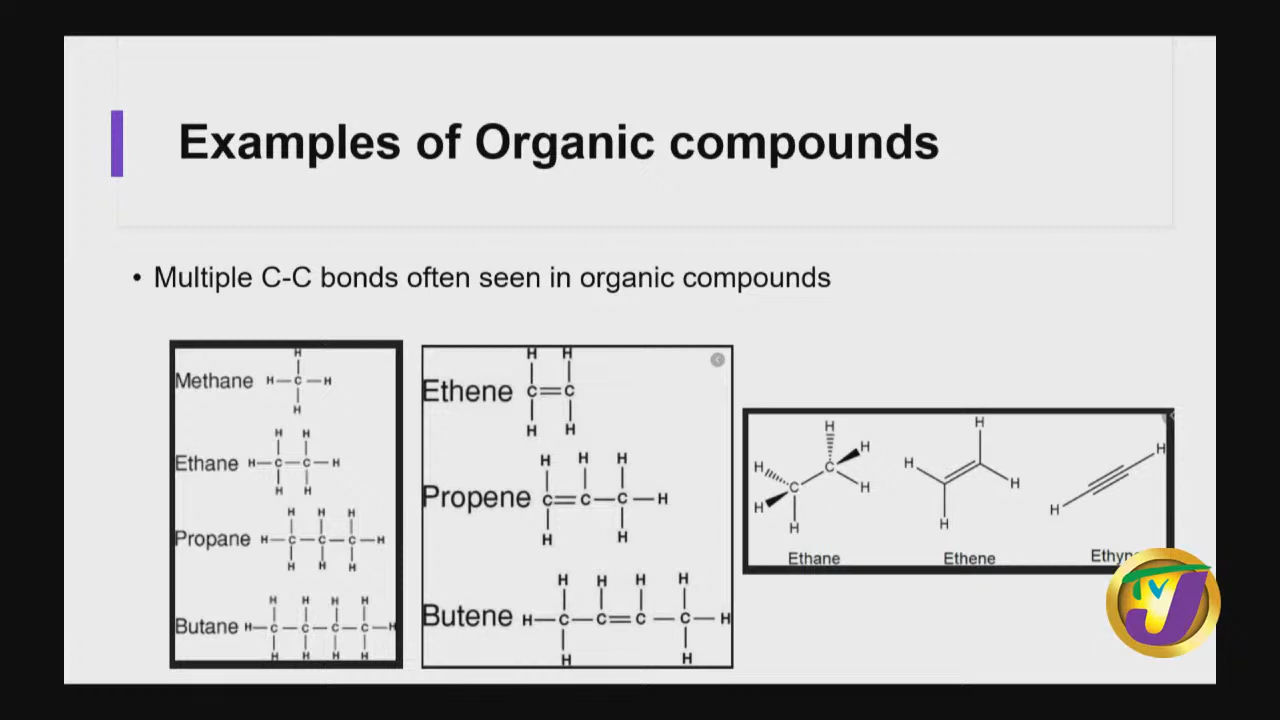 Examples of Organic compounds
• Multiple C-C bonds often seen in organic compounds
H
Methane H—C—H
H
H H
Ethane H—C—C—H
H H
H H H
Propane H—C—C—C—H
H H H
H H H H
Butane H—C—C—C—C—H
H H H H
H H
Ethene C=C
H H
H H H
Propene C=C—C—H
H H
H H H H
Butene H—C—C=C—C—H
H H
H H
H C H H H
H C H H H
H H H
Ethane Ethene
TVJ